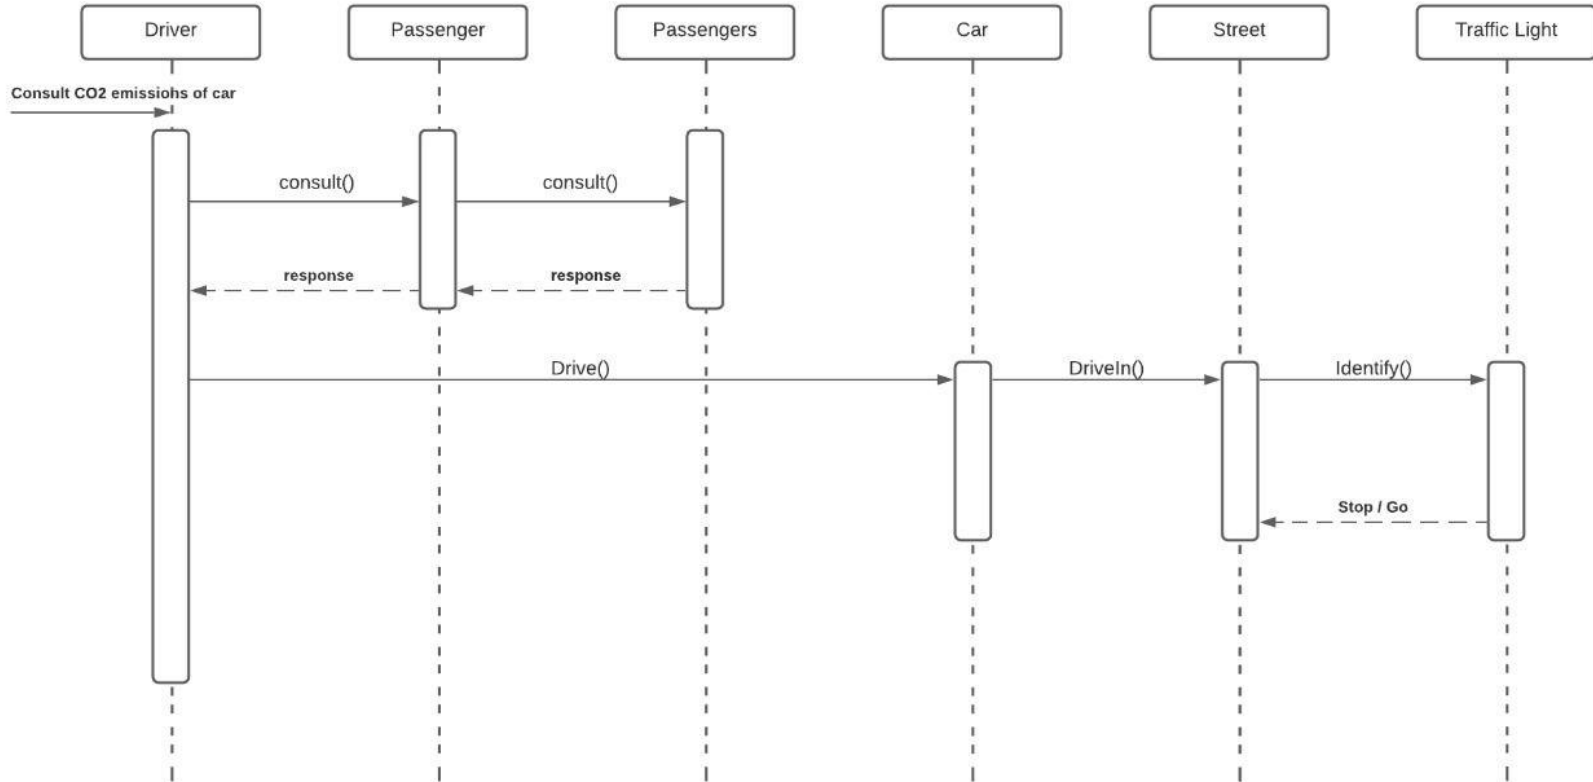 Driver
Passenger
Passengers
Car
Street
Traffic Light
Consult CO2 emissions of car
consult()
consult()
response
response
Drive()
DriveIn()
Identify()
Stop / Go